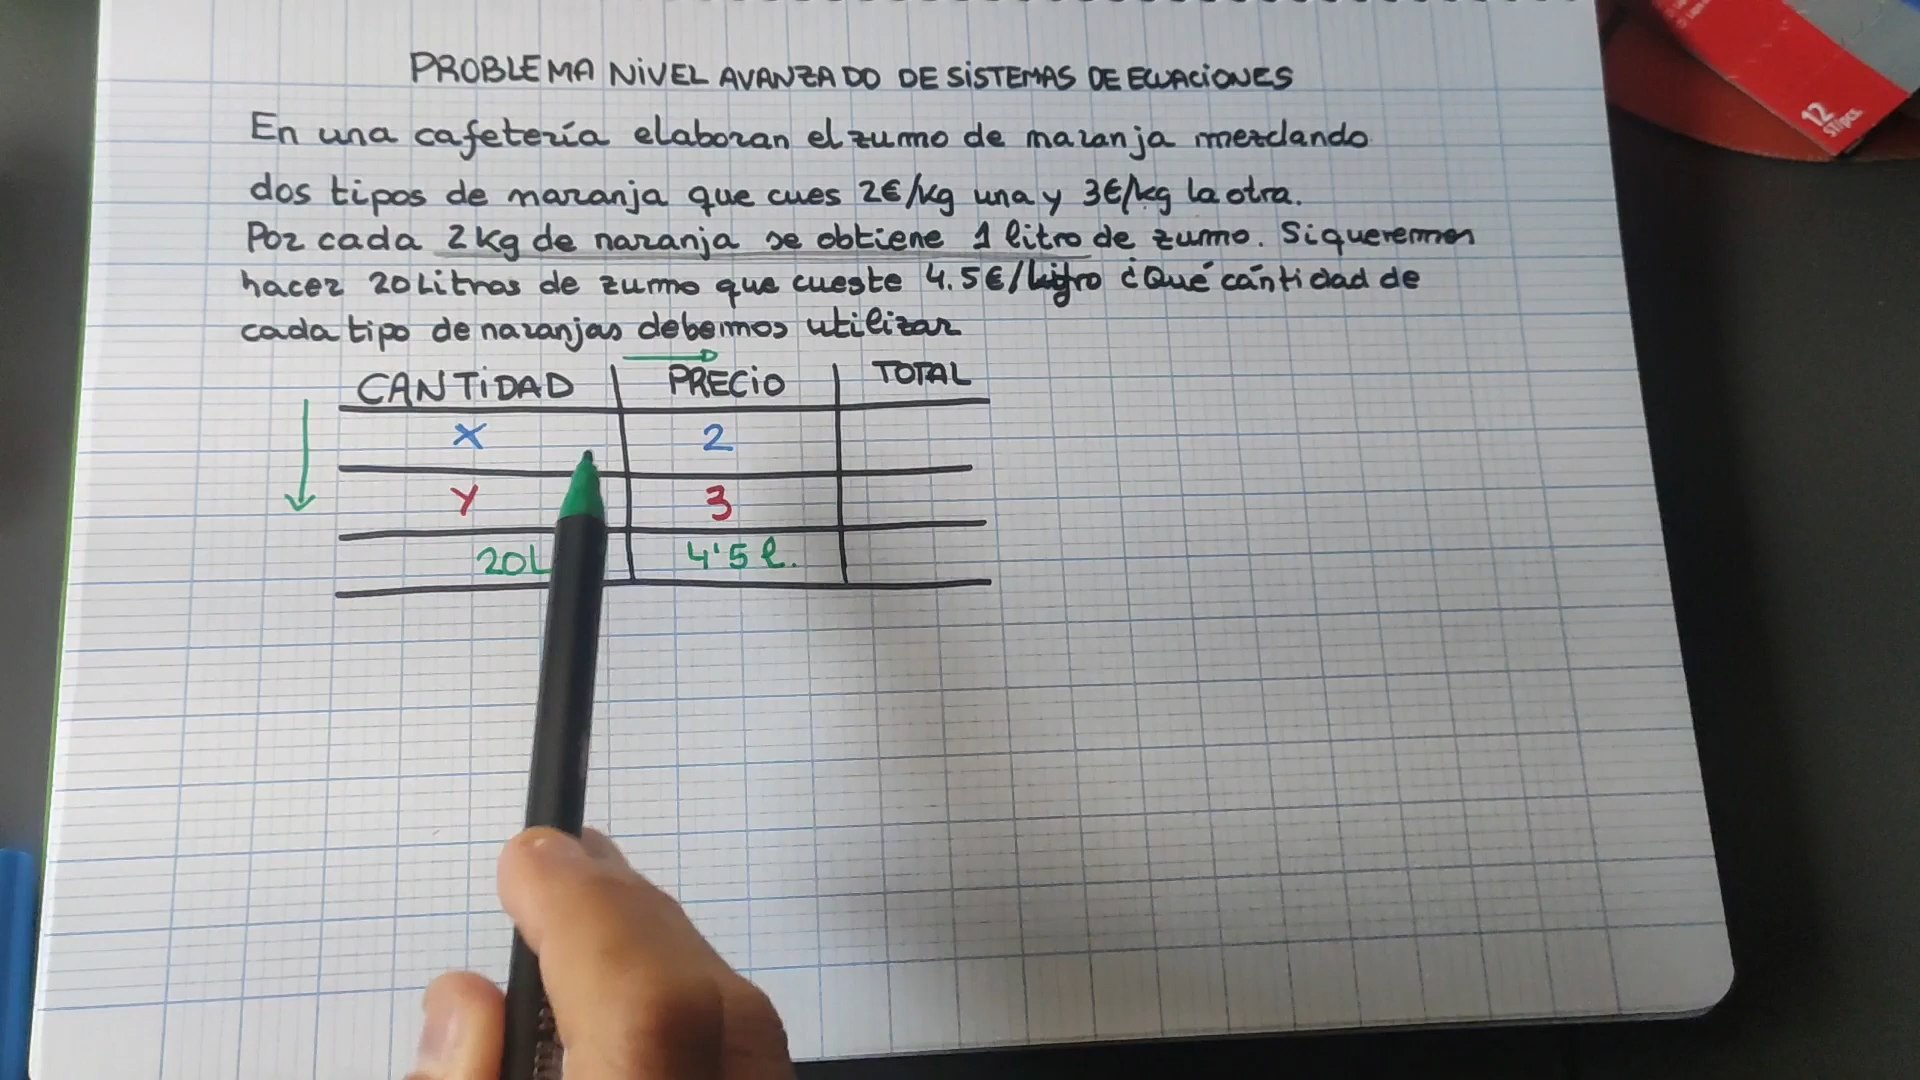 PROBLEMA NIVEL AVANZADO DE SISTEMAS DE ECUACIONES
En una cafetería elaboran el zumo de naranja mezclando
dos tipos de naranja que cues 2€/kg una y 3€/kg la otra.
Por cada 2kg de naranja se obtiene 1 litro de zumo. Si queremos
hacer 20 Litros de zumo que cueste 4.5€/litro ¿Qué cántidad de
cada tipo de naranjas debemos utilizar
CANTIDAD PRECIO TOTAL
X 2
Y 3
20L 4'5 l.
12
ST/pcs.